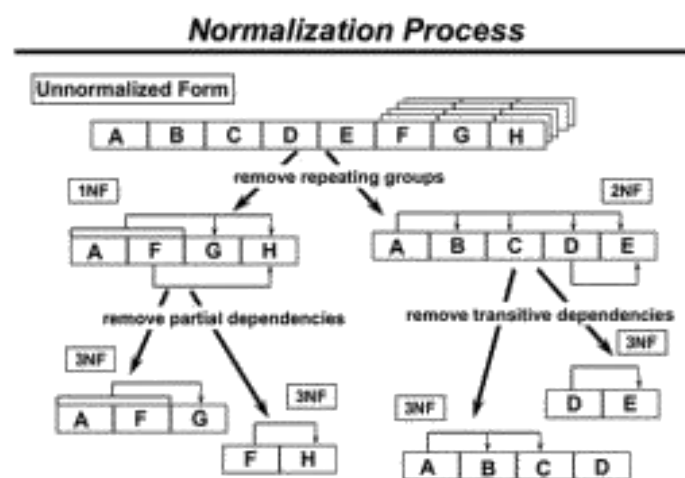 Normalization Process
Unnormalized Form
A B C D E F G H
remove repeating groups
1NF
2NF
A F G H
A B C D E
remove partial dependencies
remove transitive dependencies
3NF
3NF
A F G
D E
3NF
3NF
F H
A B C D